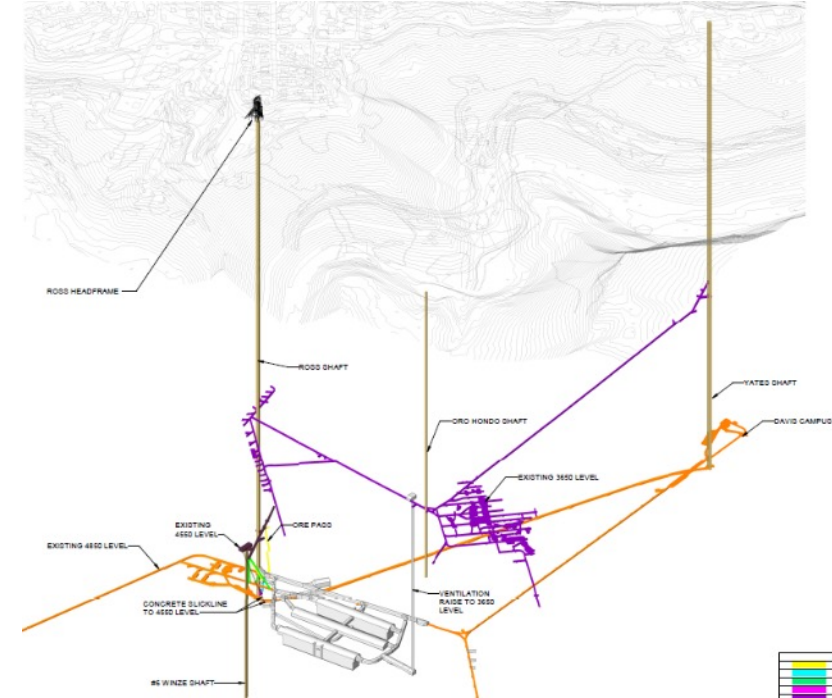 ROSS HEADFRAME
ROSS SHAFT
YATES SHAFT
ORO HONDO SHAFT
DAVIS CAMPUS
EXISTING 3650 LEVEL
EXISTING
4550 LEVEL
ORE PASS
EXISTING 4850 LEVEL
CONCRETE SLICKLINE
TO 4850 LEVEL
VENTILATION
RAISE TO 3650
LEVEL
#6 WINZE SHAFT